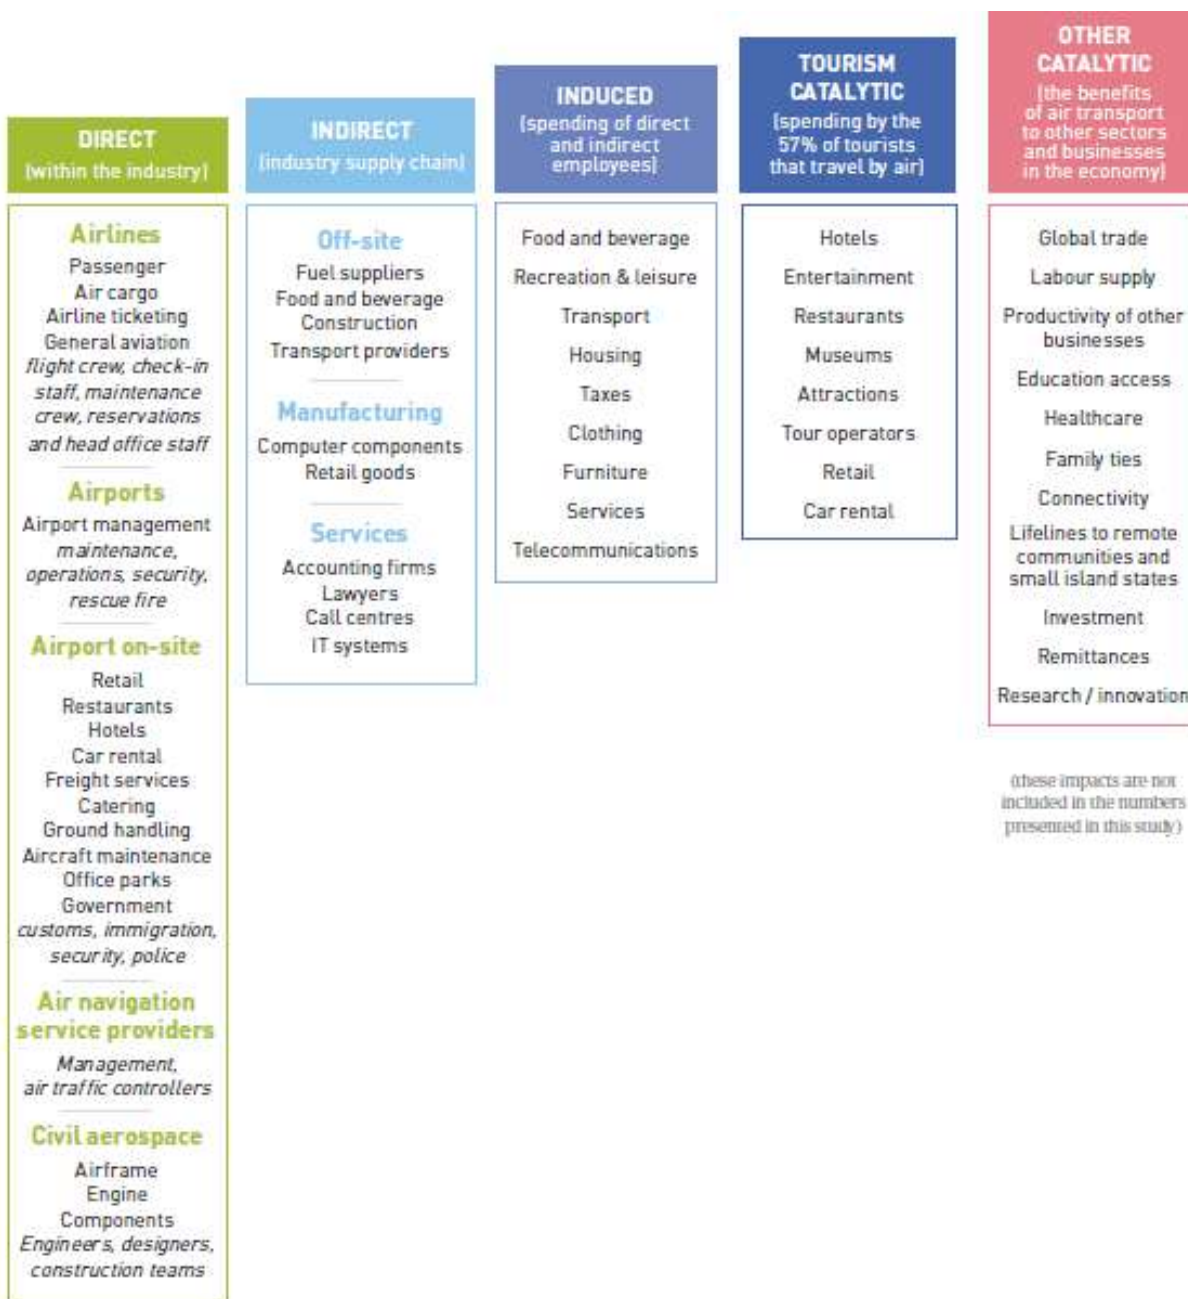 DIRECT
(within the industry)
Airlines
Passenger
Air cargo
Airline ticketing
General aviation
flight crew, check-in
staff, maintenance
crew, reservations
and head office staff
Airports
Airport management
maintenance,
operations, security,
rescue fire
Airport on-site
Retail
Restaurants
Hotels
Car rental
Freight services
Catering
Ground handling
Aircraft maintenance
Office parks
Government
customs, immigration,
security, police
Air navigation
service providers
Management,
air traffic controllers
Civil aerospace
Airframe
Engine
Components
Engineers, designers,
construction teams
INDIRECT
(industry supply chain)
Off-site
Fuel suppliers
Food and beverage
Construction
Transport providers
Manufacturing
Computer components
Retail goods
Services
Accounting firms
Lawyers
Call centres
IT systems
INDUCED
(spending of direct
and indirect
employees)
Food and beverage
Recreation & leisure
Transport
Housing
Taxes
Clothing
Furniture
Services
Telecommunications
TOURISM
CATALYTIC
(spending by the
57% of tourists
that travel by air)
Hotels
Entertainment
Restaurants
Museums
Attractions
Tour operators
Retail
Car rental
OTHER
CATALYTIC
(the benefits
of air transport
to other sectors
and businesses
in the economy)
Global trade
Labour supply
Productivity of other
businesses
Education access
Healthcare
Family ties
Connectivity
Lifelines to remote
communities and
small island states
Investment
Remittances
Research / innovation
(these impacts are not
included in the numbers
presented in this study)